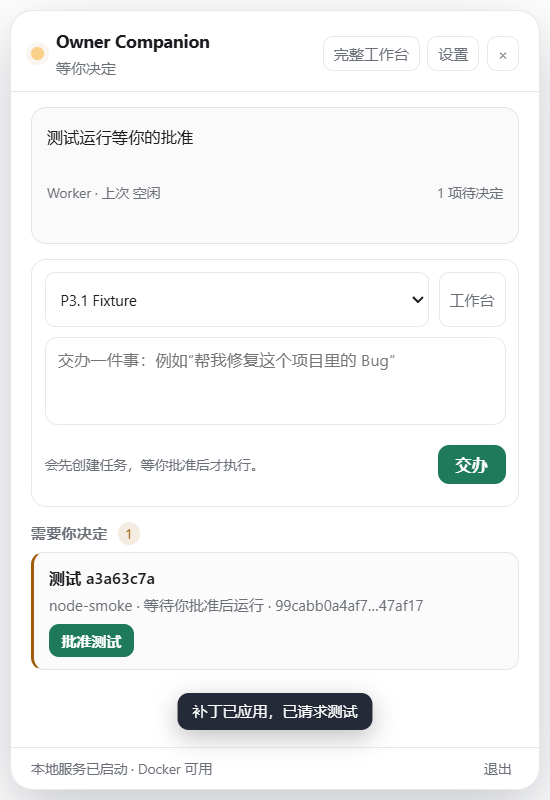 Owner Companion
等你决定
完整工作台
设置
×
测试运行等你的批准
Worker · 上次 空闲
1 项待决定
P3.1 Fixture
工作台
交办一件事：例如“帮我修复这个项目里的 Bug”
会先创建任务，等你批准后才执行。
交办
需要你决定
1
测试 a3a63c7a
node-smoke · 等待你批准后运行 · 99cabb0a4af7…47af17
批准测试
补丁已应用，已请求测试
本地服务已启动 · Docker 可用
退出